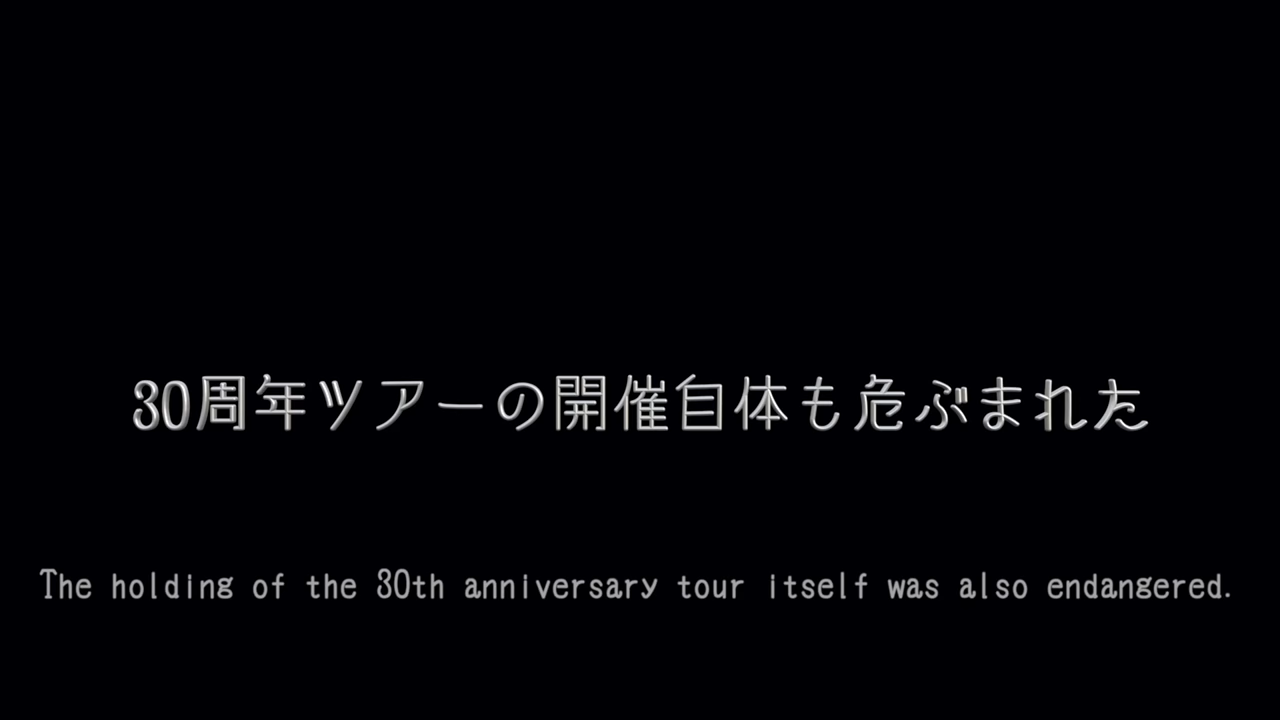 30周年ツアーの開催自体も危ぶまれた
The holding of the 30th anniversary tour itself was also endangered.